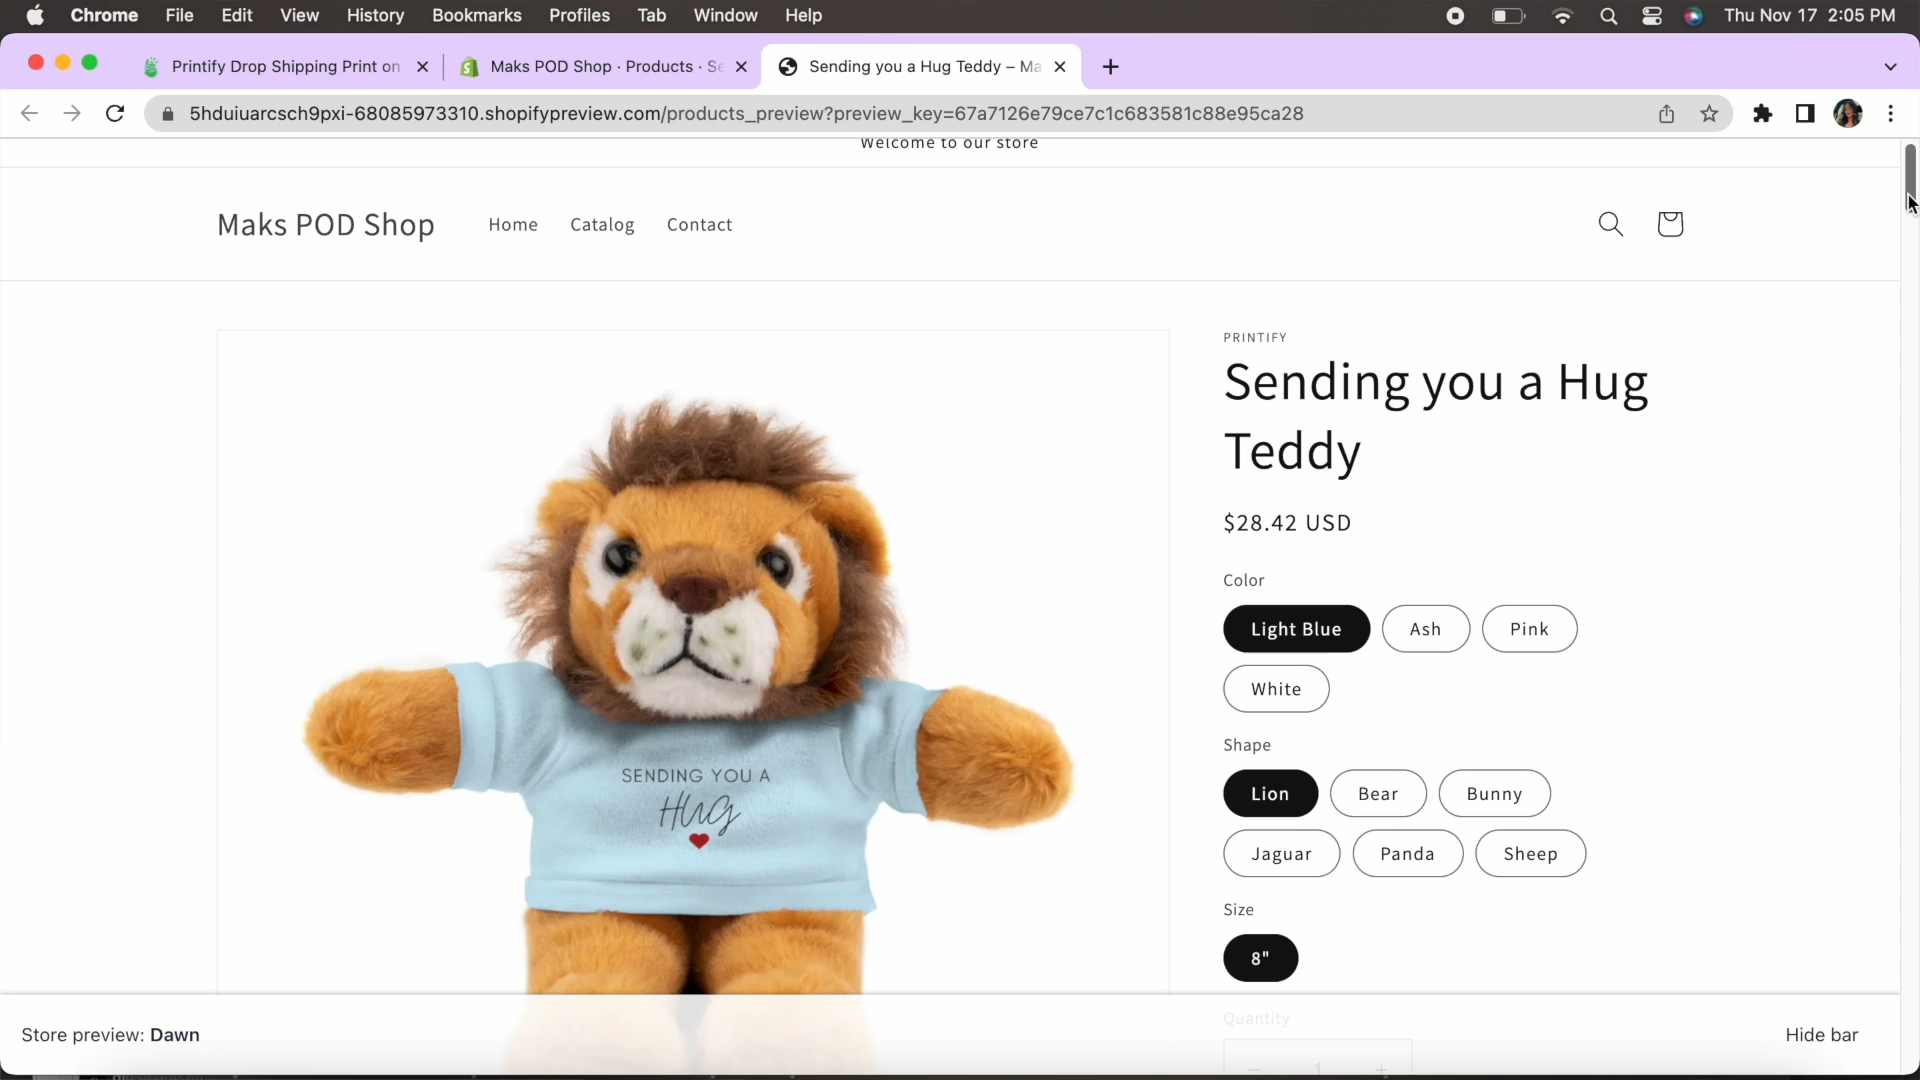 Chrome File Edit View History Bookmarks Profiles Tab Window Help Thu Nov 17 2:05 PM
Printify Drop Shipping Print on Maks POD Shop · Products · Se Sending you a Hug Teddy – Ma
5hduiuarcsch9pxi-68085973310.shopifypreview.com/products_preview?preview_key=67a7126e79ce7c1c683581c88e95ca28
Welcome to our store
Maks POD Shop Home Catalog Contact
PRINTIFY
Sending you a Hug
Teddy
$28.42 USD
Color
Light Blue Ash Pink
White
Shape
Lion Bear Bunny
Jaguar Panda Sheep
Size
8"
Quantity
− 1 +
SENDING YOU A
Hug
Store preview: Dawn Hide bar